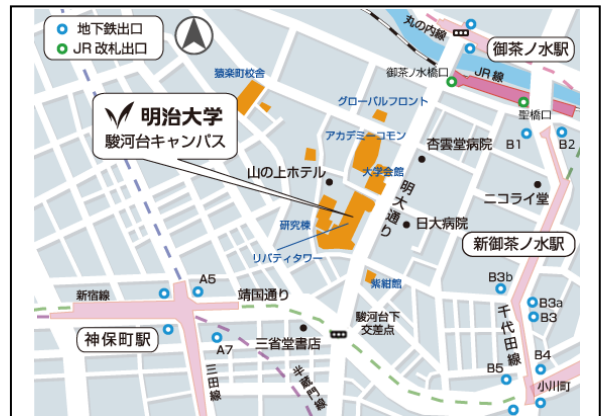 地下鉄出口
JR改札出口
丸の内線
御茶ノ水駅
御茶ノ水橋口
JR線
聖橋口
猿楽町校舎
グローバルフロント
明治大学
駿河台キャンパス
アカデミーコモン
杏雲堂病院
B1
B2
山の上ホテル
大学会館
明大通り
ニコライ堂
研究棟
日大病院
リバティタワー
新御茶ノ水駅
紫紺館
B3b
A5
靖国通り
新宿線
B3a
B3
駿河台下
交差点
千代田線
神保町駅
A7
三省堂書店
三田線
半蔵門線
B4
B5
小川町